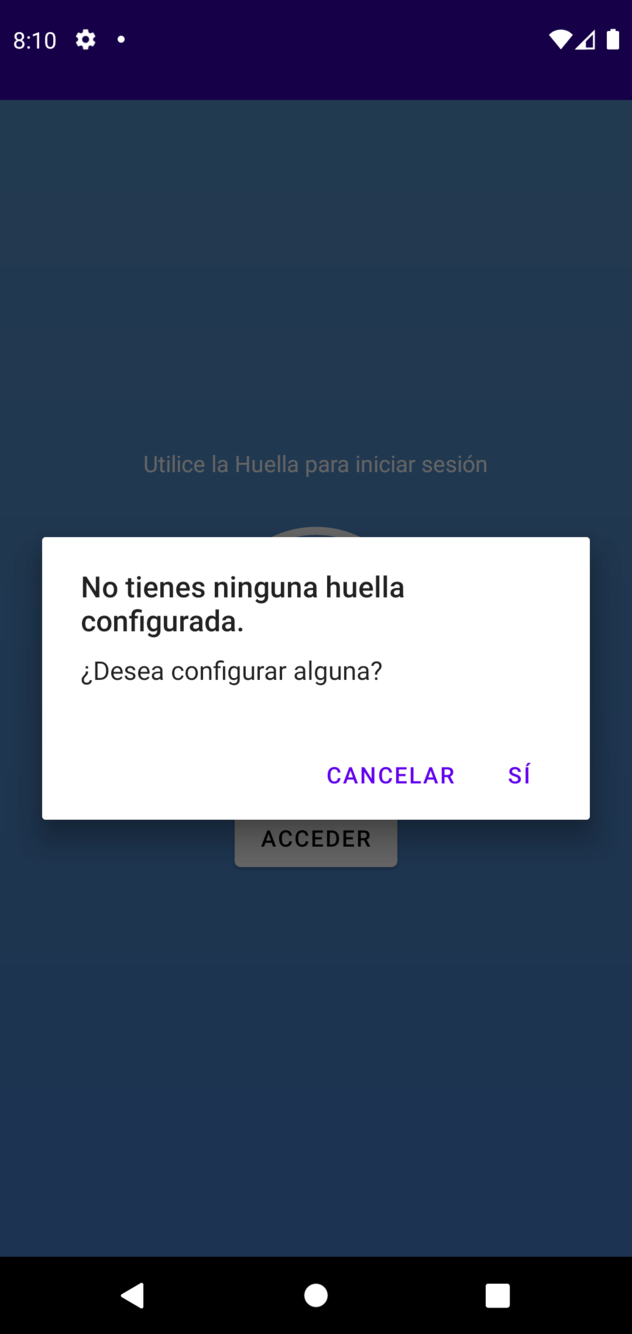 8:10
Utilice la Huella para iniciar sesión
No tienes ninguna huella
configurada.
¿Desea configurar alguna?
CANCELAR SÍ
ACCEDER